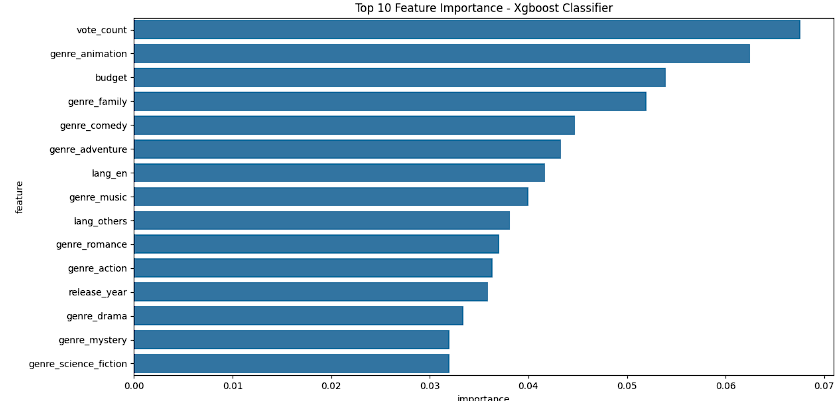 Top 10 Feature Importance - Xgboost Classifier
vote_count
genre_animation
budget
genre_family
genre_comedy
genre_adventure
lang_en
genre_music
lang_others
genre_romance
genre_action
release_year
genre_drama
genre_mystery
genre_science_fiction
feature
0.00 0.01 0.02 0.03 0.04 0.05 0.06 0.07
importance